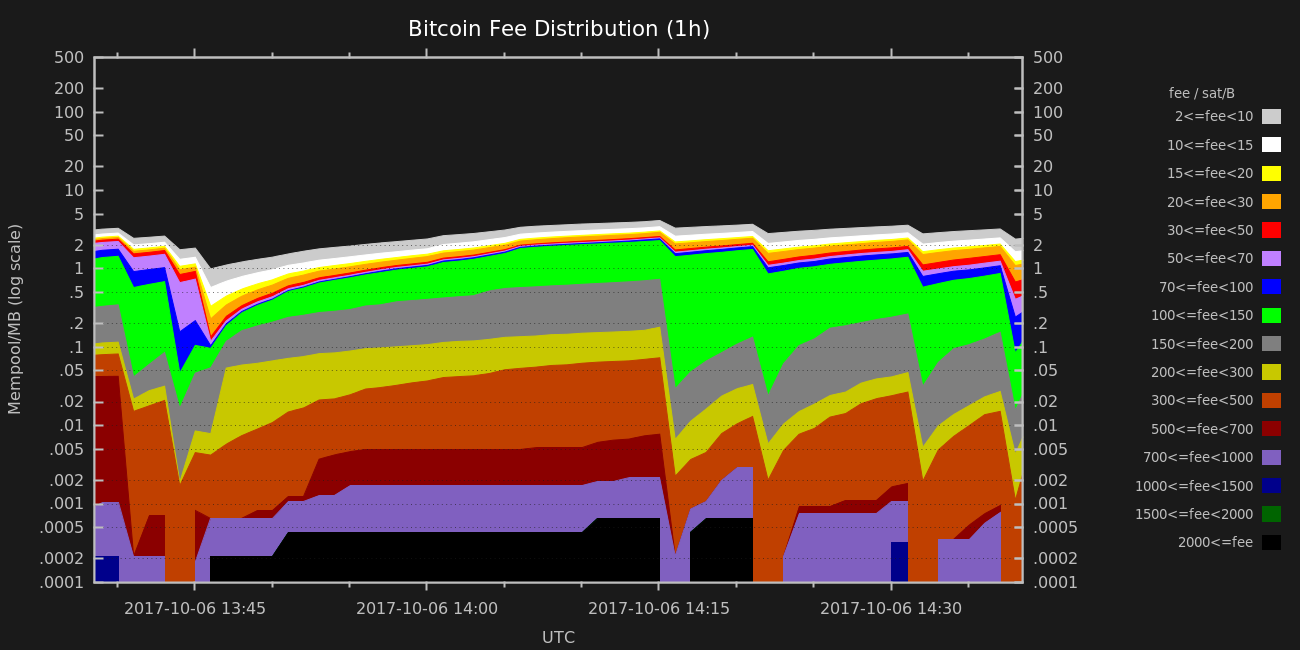 Bitcoin Fee Distribution (1h)
500 500
200 200
100 100
50 50
20 20
10 10
5 5
2 2
1 1
.5 .5
.2 .2
.1 .1
.05 .05
.02 .02
.01 .01
.005 .005
.002 .002
.001 .001
.0005 .0005
.0002 .0002
.0001 .0001
Mempool/MB (log scale)
2017-10-06 13:45 2017-10-06 14:00 2017-10-06 14:15 2017-10-06 14:30
UTC
fee / sat/B
2<=fee<10
10<=fee<15
15<=fee<20
20<=fee<30
30<=fee<50
50<=fee<70
70<=fee<100
100<=fee<150
150<=fee<200
200<=fee<300
300<=fee<500
500<=fee<700
700<=fee<1000
1000<=fee<1500
1500<=fee<2000
2000<=fee